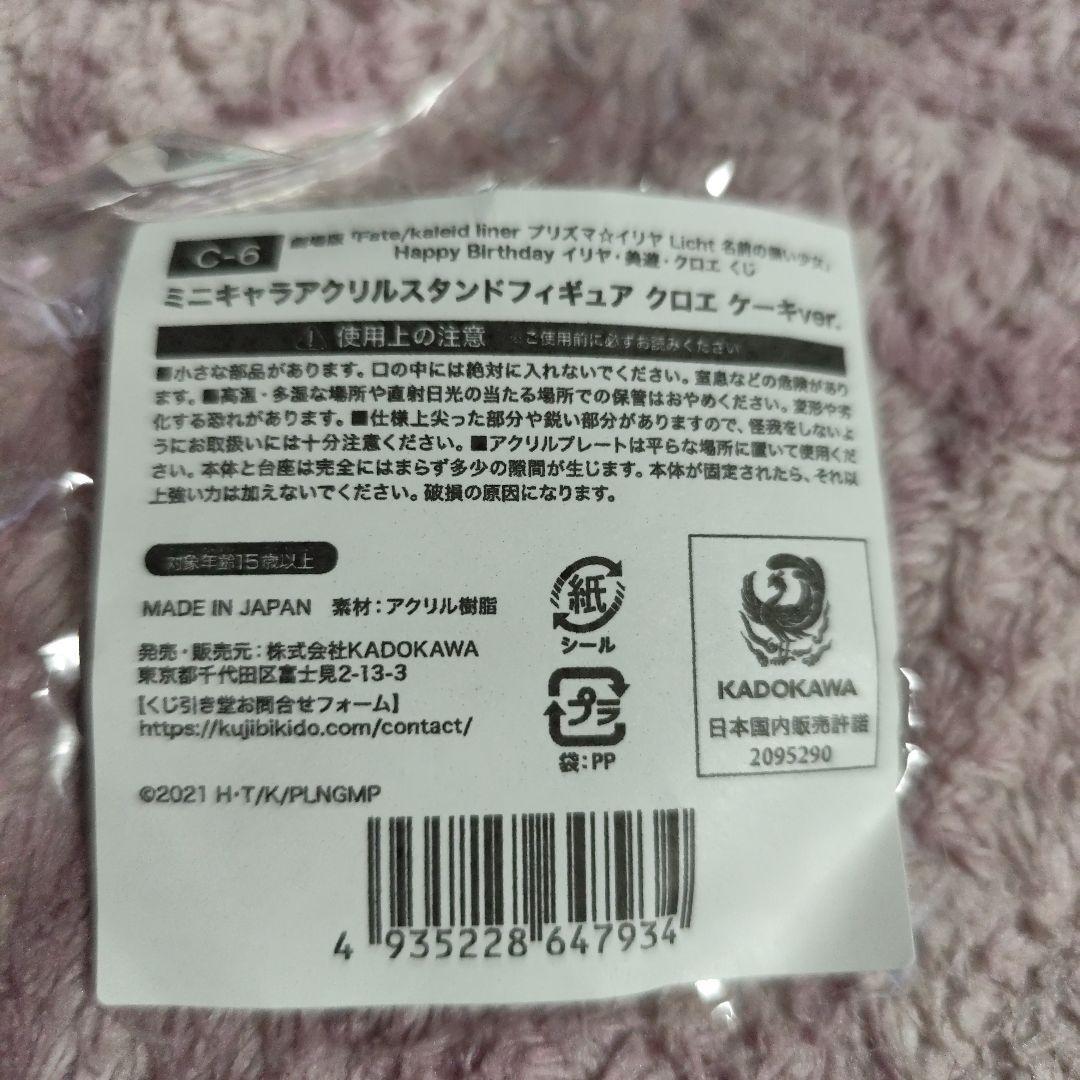 C-6
劇場版「Fate/kaleid liner プリズマ☆イリヤ Licht 名前の無い少女」
Happy Birthday イリヤ・美遊・クロエ くじ
ミニキャラアクリルスタンドフィギュア クロエ ケーキver.
使用上の注意 ※ご使用前に必ずお読みください
■小さな部品があります。口の中には絶対に入れないでください。窒息などの危険があり
ます。■高温・多湿な場所や直射日光の当たる場所での保管はおやめください。変形や劣
化する恐れがあります。■仕様上尖った部分や鋭い部分がありますので、怪我をしないよ
うにお取扱いには十分注意ください。■アクリルプレートは平らな場所に置いて使用くだ
さい。本体と台座は完全にはまらず多少の隙間が生じます。本体が固定されたら、それ以
上強い力は加えないでください。破損の原因になります。
対象年齢15歳以上
MADE IN JAPAN 素材：アクリル樹脂
発売・販売元：株式会社KADOKAWA
東京都千代田区富士見2-13-3
【くじ引き堂お問合せフォーム】
https://kujibikido.com/contact/
©2021 H・T/K/PLNGMP
紙
シール
プラ
袋：PP
KADOKAWA
日本国内販売許諾
2095290
4 935228 647934